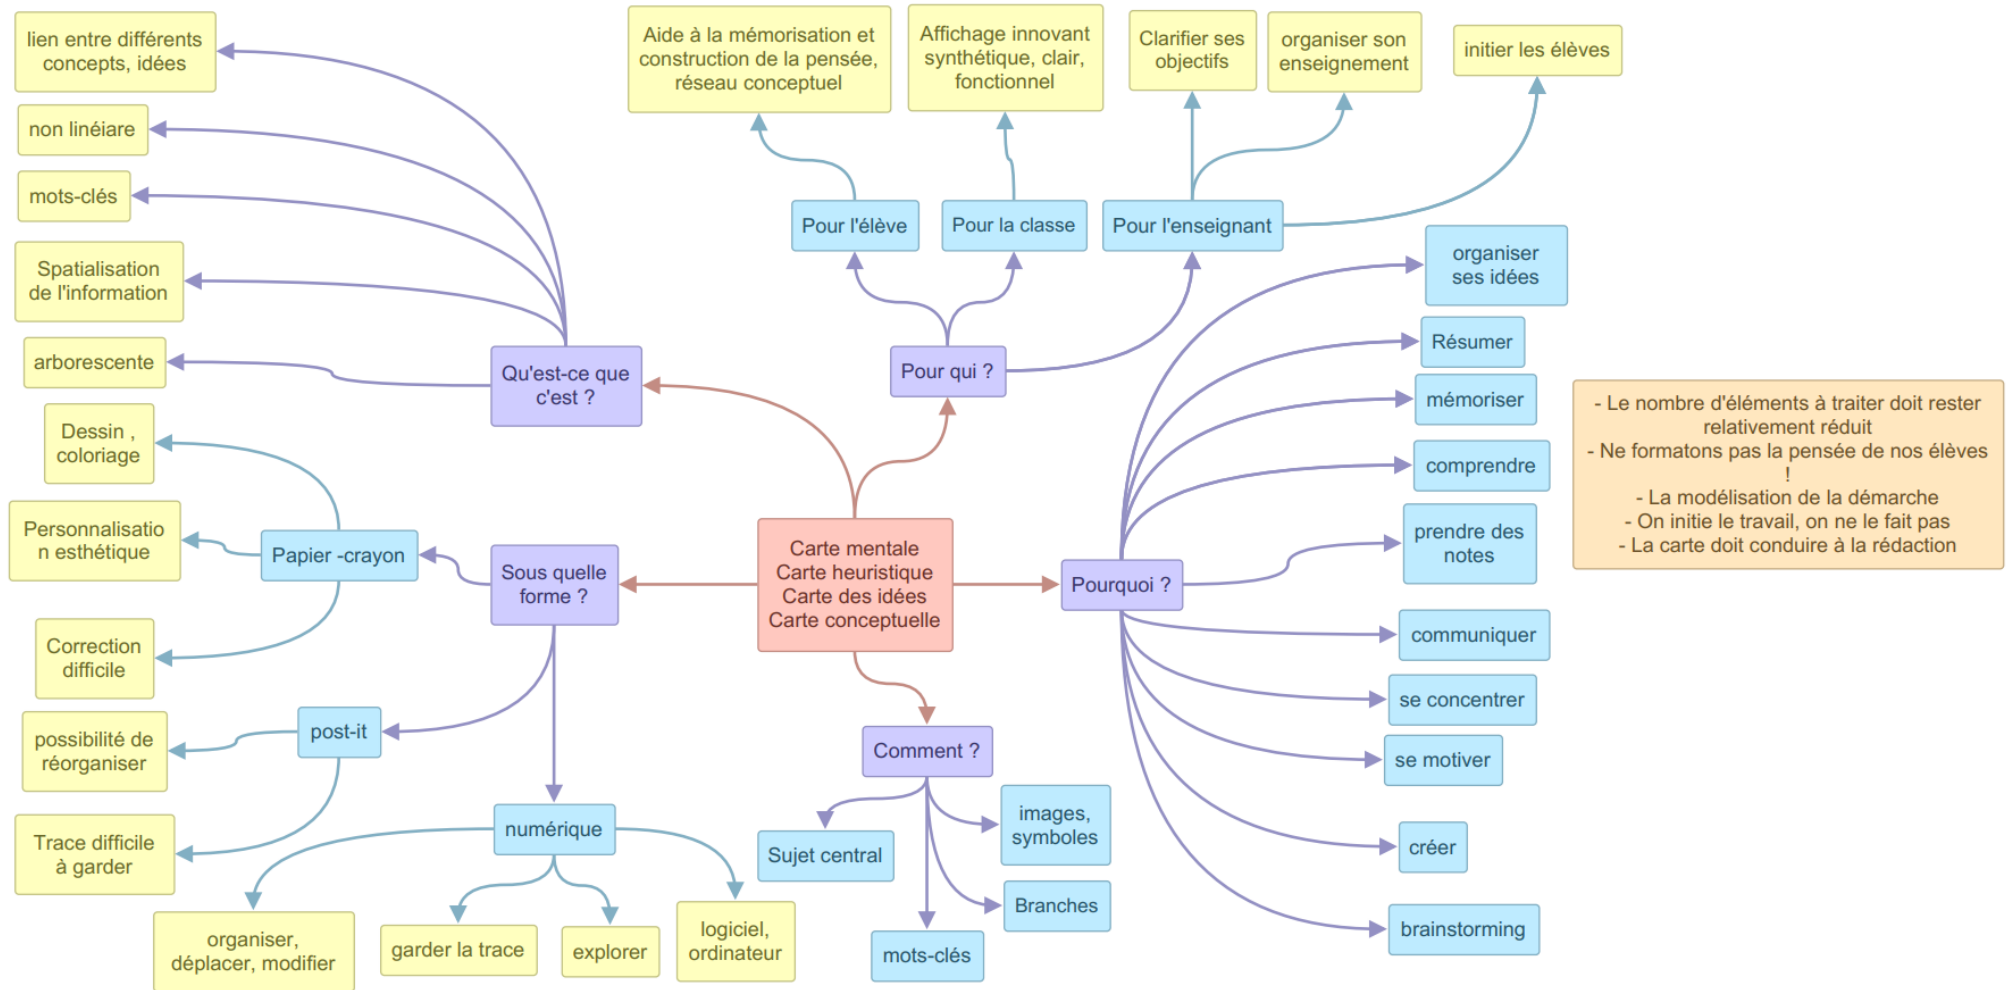 lien entre différents
concepts, idées
non linéiare
mots-clés
Spatialisation
de l'information
arborescente
Qu'est-ce que
c'est ?
Aide à la mémorisation et
construction de la pensée,
réseau conceptuel
Affichage innovant
synthétique, clair,
fonctionnel
Clarifier ses
objectifs
organiser son
enseignement
initier les élèves
Pour l'élève
Pour la classe
Pour l'enseignant
Pour qui ?
Dessin ,
coloriage
Personnalisatio
n esthétique
Correction
difficile
Papier -crayon
Sous quelle
forme ?
possibilité de
réorganiser
Trace difficile
à garder
post-it
numérique
organiser,
déplacer, modifier
garder la trace
explorer
logiciel,
ordinateur
Carte mentale
Carte heuristique
Carte des idées
Carte conceptuelle
Comment ?
Sujet central
images,
symboles
Branches
mots-clés
Pourquoi ?
organiser
ses idées
Résumer
mémoriser
comprendre
prendre des
notes
communiquer
se concentrer
se motiver
créer
brainstorming
- Le nombre d'éléments à traiter doit rester
relativement réduit
- Ne formatons pas la pensée de nos élèves
!
- La modélisation de la démarche
- On initie le travail, on ne le fait pas
- La carte doit conduire à la rédaction